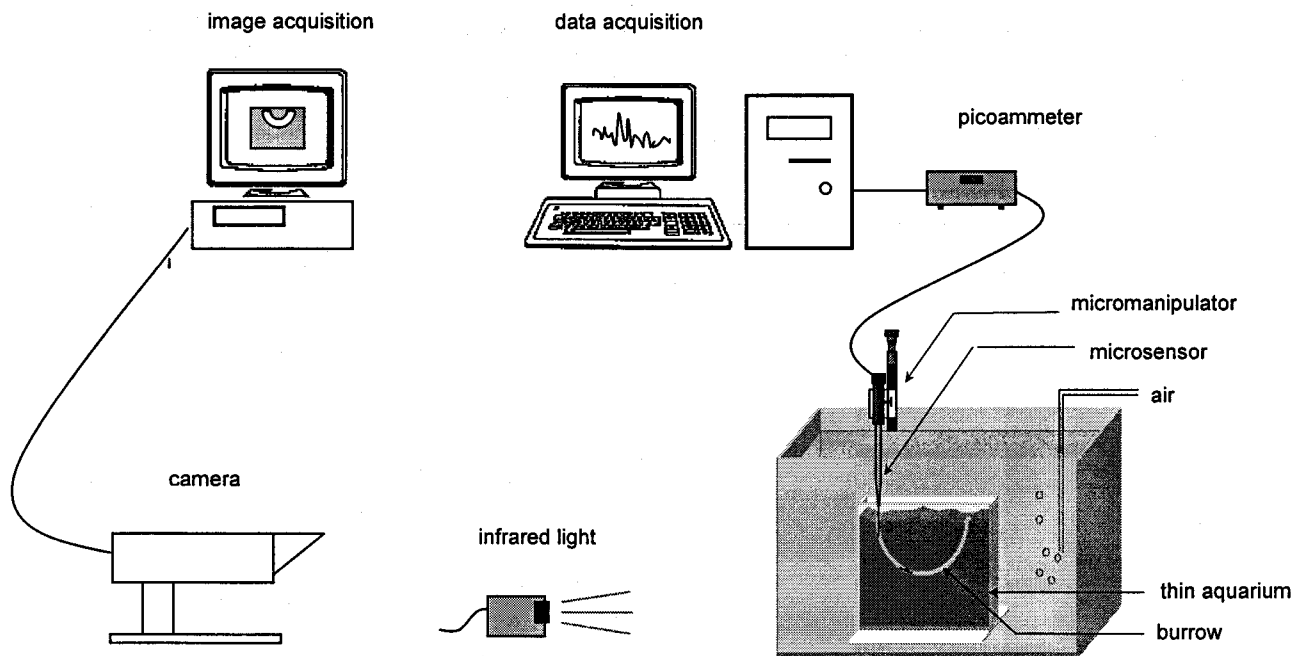 image acquisition
data acquisition
picoammeter
micromanipulator
microsensor
air
camera
infrared light
thin aquarium
burrow